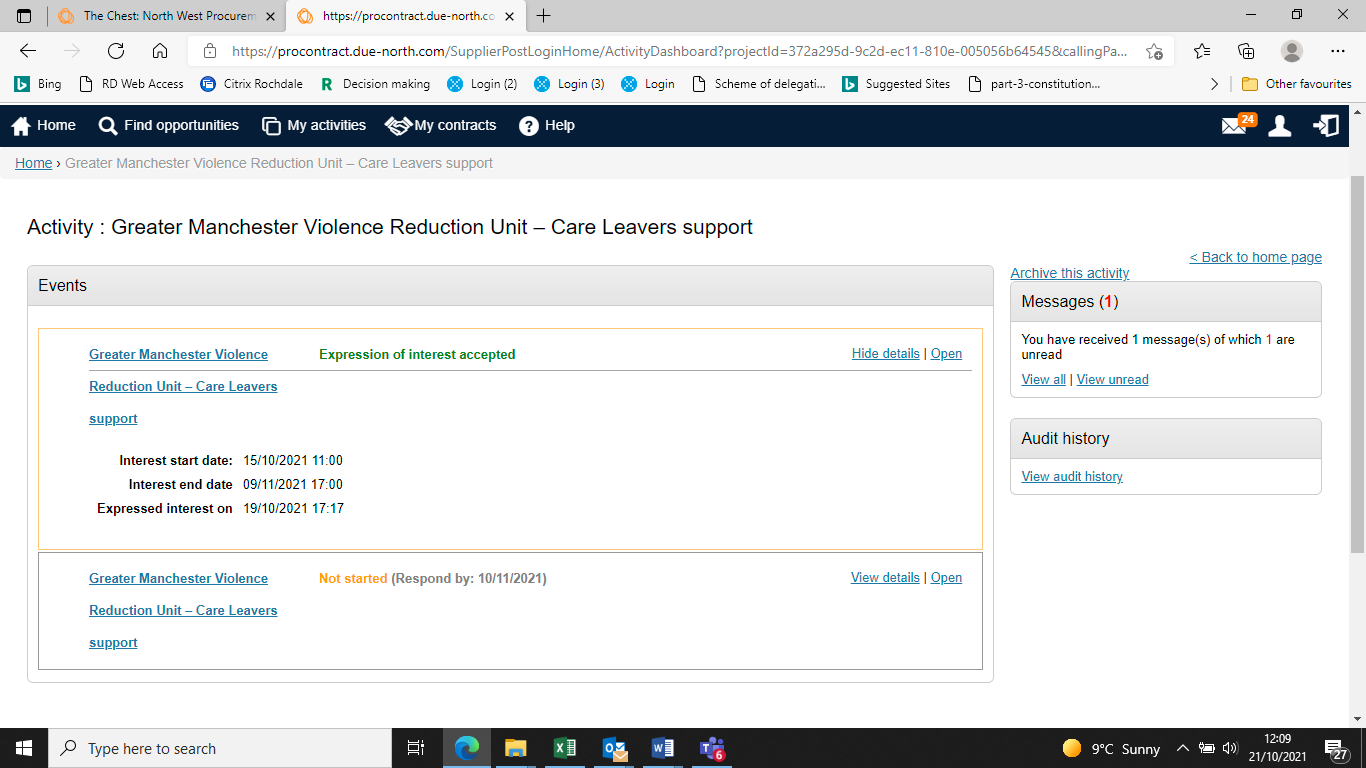 The Chest: North West Procurem
https://procontract.due-north.co
https://procontract.due-north.com/SupplierPostLoginHome/ActivityDashboard?projectId=372a295d-9c2d-ec11-810e-005056b64545&callingPa...
Bing RD Web Access Citrix Rochdale Decision making Login (2) Login (3) Login Scheme of delegati... Suggested Sites part-3-constitution... Other favourites
Home Find opportunities My activities My contracts Help 24
Home › Greater Manchester Violence Reduction Unit – Care Leavers support
Activity : Greater Manchester Violence Reduction Unit – Care Leavers support
< Back to home page
Archive this activity
Events
Greater Manchester Violence Expression of interest accepted Hide details | Open
Reduction Unit – Care Leavers
support
Interest start date: 15/10/2021 11:00
Interest end date 09/11/2021 17:00
Expressed interest on 19/10/2021 17:17
Greater Manchester Violence Not started (Respond by: 10/11/2021) View details | Open
Reduction Unit – Care Leavers
support
Messages (1)
You have received 1 message(s) of which 1 are
unread
View all | View unread
Audit history
View audit history
Type here to search
6
9°C Sunny
12:09
21/10/2021
27